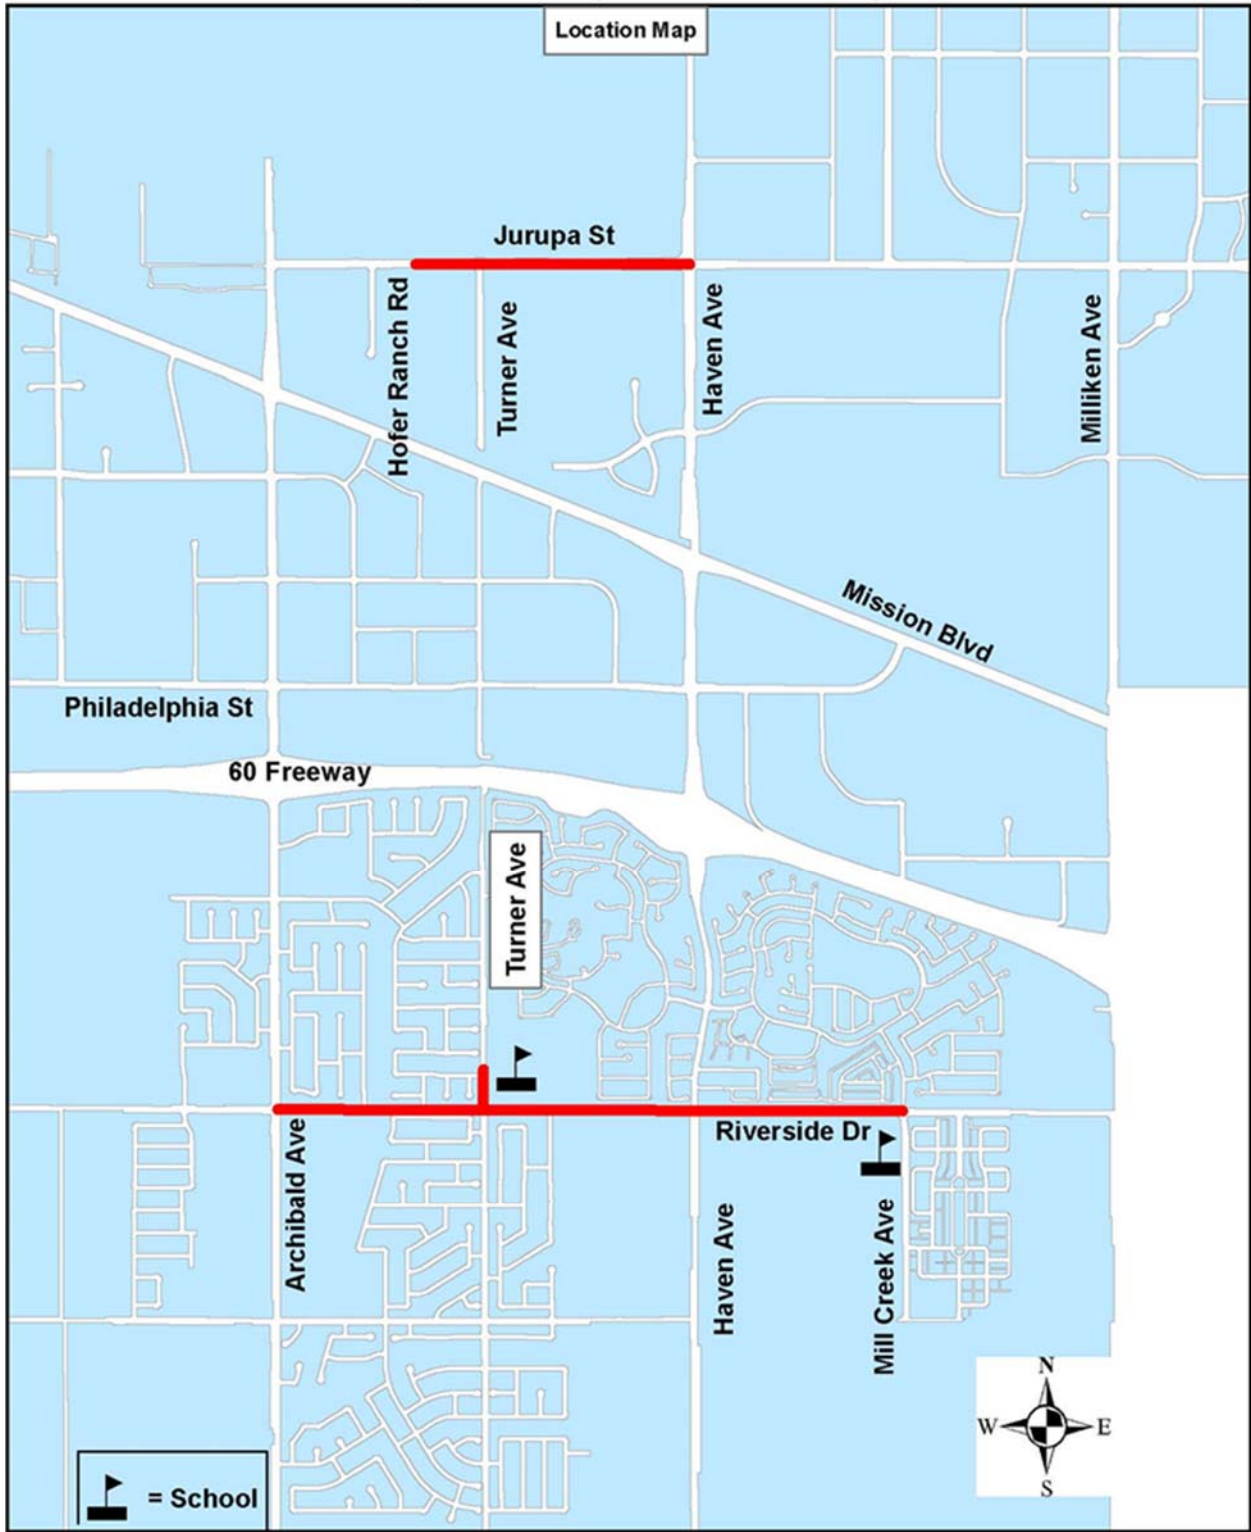 Location Map
Jurupa St
Hofer Ranch Rd
Turner Ave
Haven Ave
Milliken Ave
Mission Blvd
Philadelphia St
60 Freeway
Turner Ave
Riverside Dr
Archibald Ave
Haven Ave
Mill Creek Ave
N
W
E
S
= School